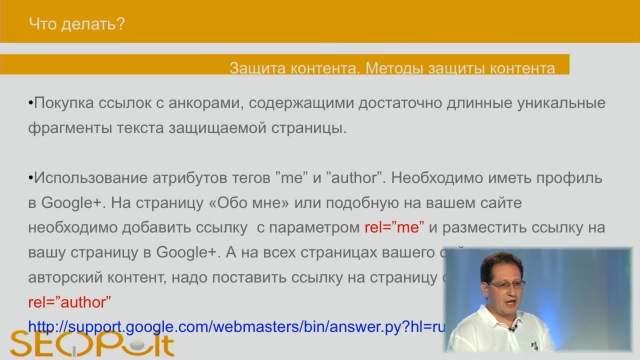 Что делать?
Защита контента. Методы защиты контента
•Покупка ссылок с анкорами, содержащими достаточно длинные уникальные
фрагменты текста защищаемой страницы.
•Использование атрибутов тегов ”me” и ”author”. Необходимо иметь профиль
в Google+. На страницу «Обо мне» или подобную на вашем сайте
необходимо добавить ссылку с параметром rel=”me” и разместить ссылку на
вашу страницу в Google+. А на всех страницах вашего
авторский контент, надо поставить ссылку на страницу
rel=”author”
http://support.google.com/webmasters/bin/answer.py?hl=ru
SEOPult